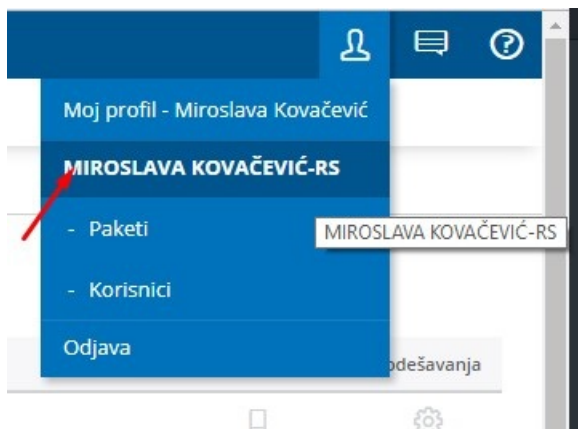 Moj profil - Miroslava Kovačević
MIROSLAVA KOVAČEVIĆ-RS
- Paketi
MIROSLAVA KOVAČEVIĆ-RS
- Korisnici
Odjava
odešavanja